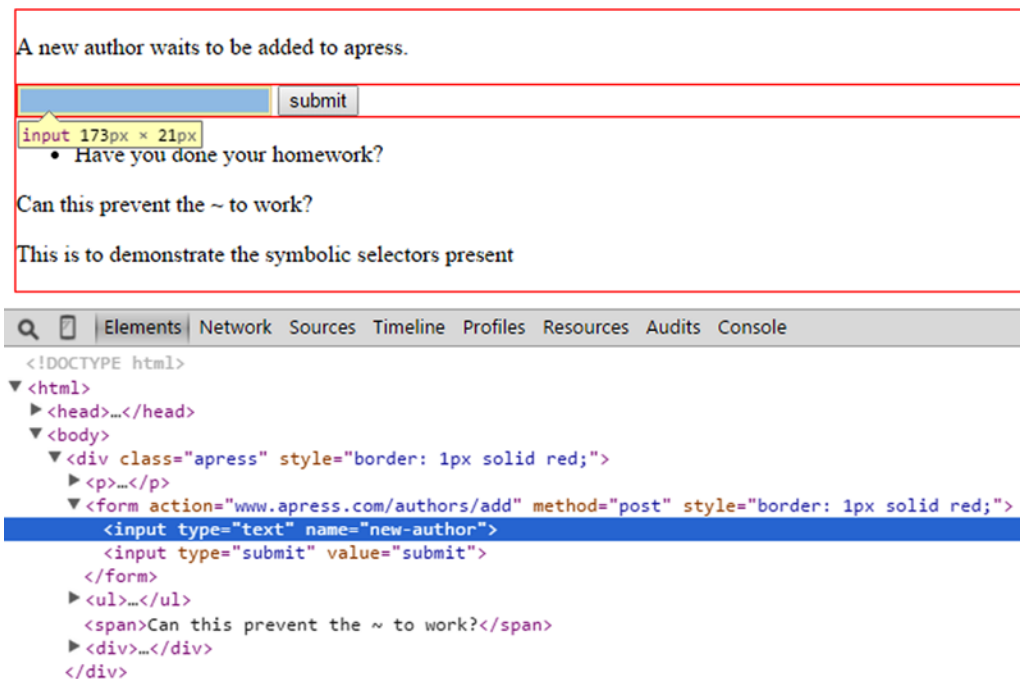 A new author waits to be added to apress.
submit
input 173px × 21px
Have you done your homework?
Can this prevent the ~ to work?
This is to demonstrate the symbolic selectors present
Elements Network Sources Timeline Profiles Resources Audits Console
<!DOCTYPE html>
<html>
<head>…</head>
<body>
<div class="apress" style="border: 1px solid red;">
<p>…</p>
<form action="www.apress.com/authors/add" method="post" style="border: 1px solid red;">
<input type="text" name="new-author">
<input type="submit" value="submit">
</form>
<ul>…</ul>
<span>Can this prevent the ~ to work?</span>
<div>…</div>
</div>